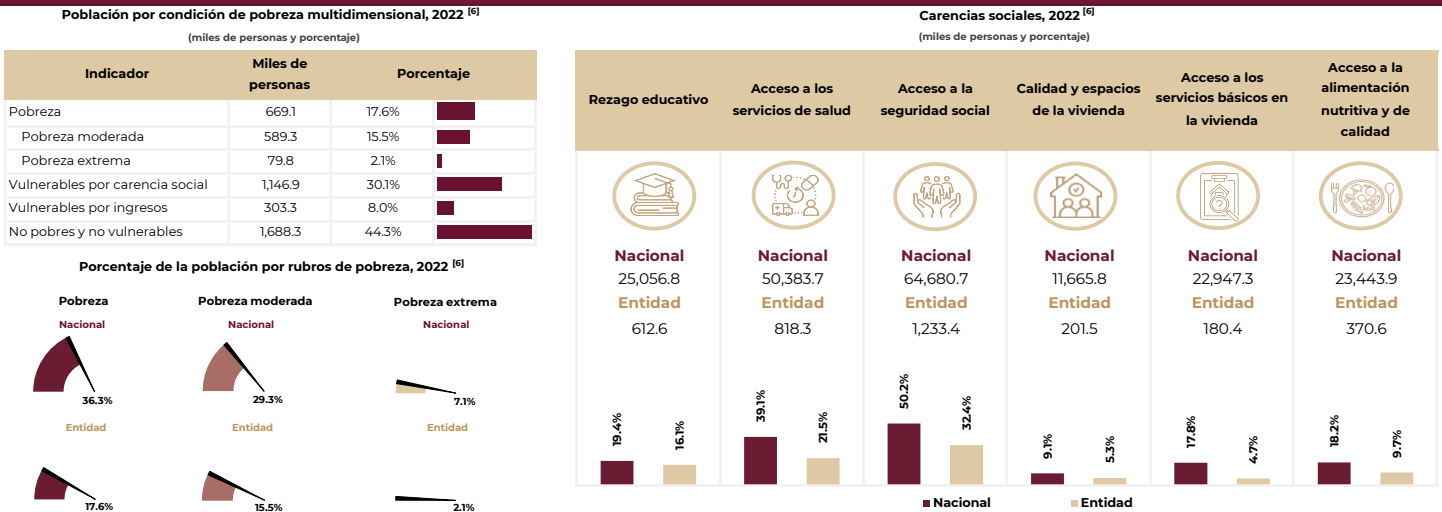 Población por condición de pobreza multidimensional, 2022 [6]
(miles de personas y porcentaje)
Indicador
Miles de
personas
Porcentaje
Pobreza 669.1 17.6%
Pobreza moderada 589.3 15.5%
Pobreza extrema 79.8 2.1%
Vulnerables por carencia social 1,146.9 30.1%
Vulnerables por ingresos 303.3 8.0%
No pobres y no vulnerables 1,688.3 44.3%
Porcentaje de la población por rubros de pobreza, 2022 [6]
Pobreza Pobreza moderada Pobreza extrema
Nacional Nacional Nacional
36.3% 29.3% 7.1%
Entidad Entidad Entidad
17.6% 15.5% 2.1%
Carencias sociales, 2022 [6]
(miles de personas y porcentaje)
Rezago educativo
Acceso a los
servicios de salud
Acceso a la
seguridad social
Calidad y espacios
de la vivienda
Acceso a los
servicios básicos en
la vivienda
Acceso a la
alimentación
nutritiva y de
calidad
Nacional Nacional Nacional Nacional Nacional Nacional
25,056.8 50,383.7 64,680.7 11,665.8 22,947.3 23,443.9
Entidad Entidad Entidad Entidad Entidad Entidad
612.6 818.3 1,233.4 201.5 180.4 370.6
19.4% 16.1% 39.1% 21.5% 50.2% 32.4% 9.1% 5.3% 17.8% 4.7% 18.2% 9.7%
Nacional Entidad